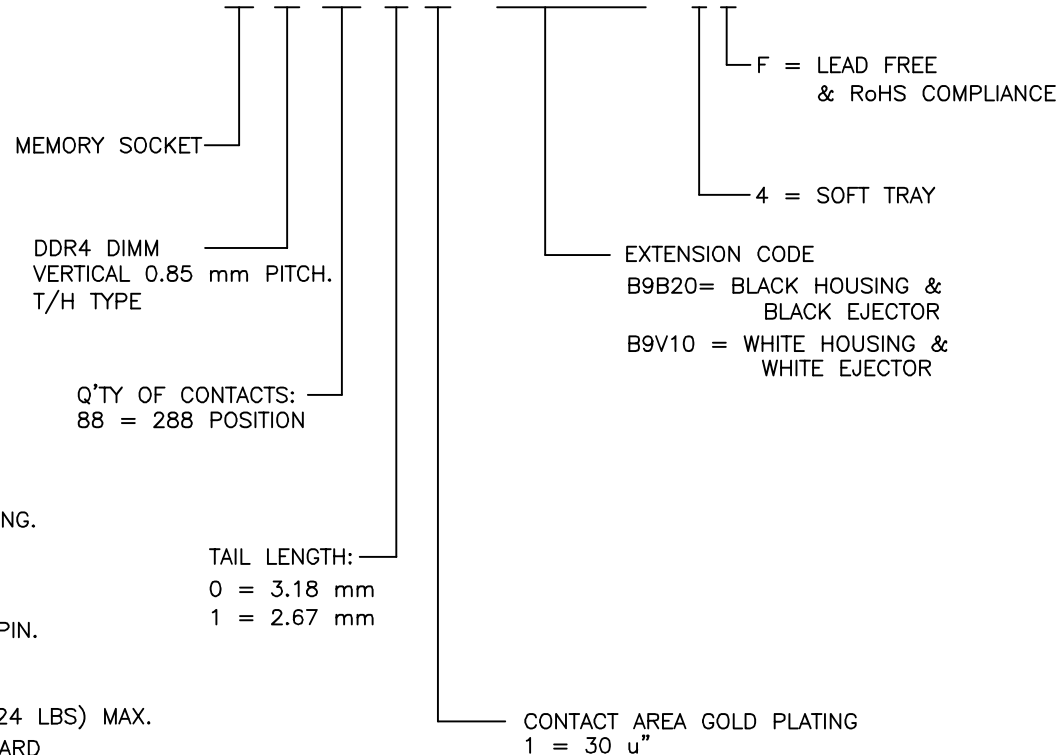 F = LEAD FREE
& RoHS COMPLIANCE
MEMORY SOCKET
4 = SOFT TRAY
DDR4 DIMM
VERTICAL 0.85 mm PITCH.
T/H TYPE
EXTENSION CODE
B9B20= BLACK HOUSING &
BLACK EJECTOR
B9V10 = WHITE HOUSING &
WHITE EJECTOR
Q'TY OF CONTACTS:
88 = 288 POSITION
NG.
TAIL LENGTH:
0 = 3.18 mm
1 = 2.67 mm
PIN.
24 LBS) MAX.
ARD
CONTACT AREA GOLD PLATING
1 = 30 u"